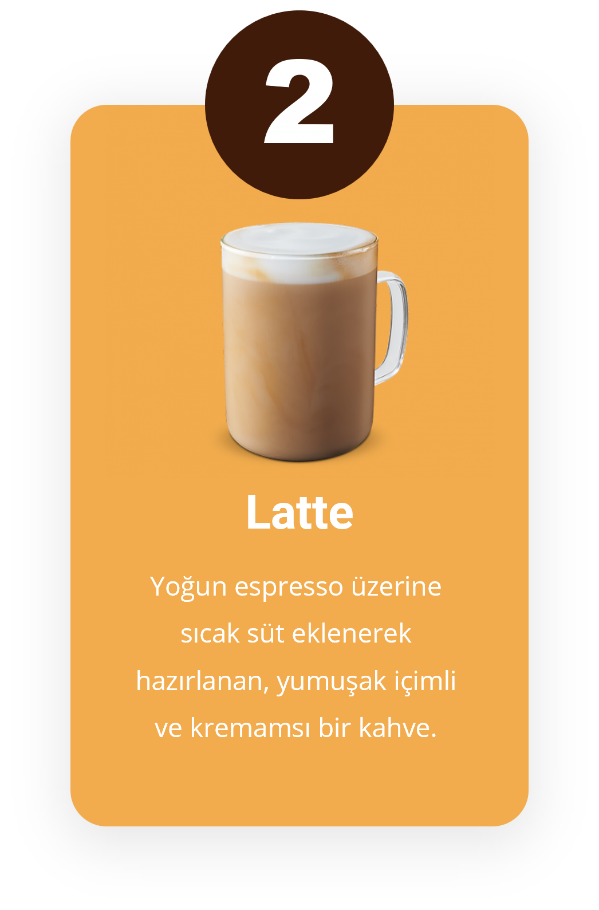 2
Latte
Yoğun espresso üzerine
sıcak süt eklenerek
hazırlanan, yumuşak içimli
ve kremamsı bir kahve.